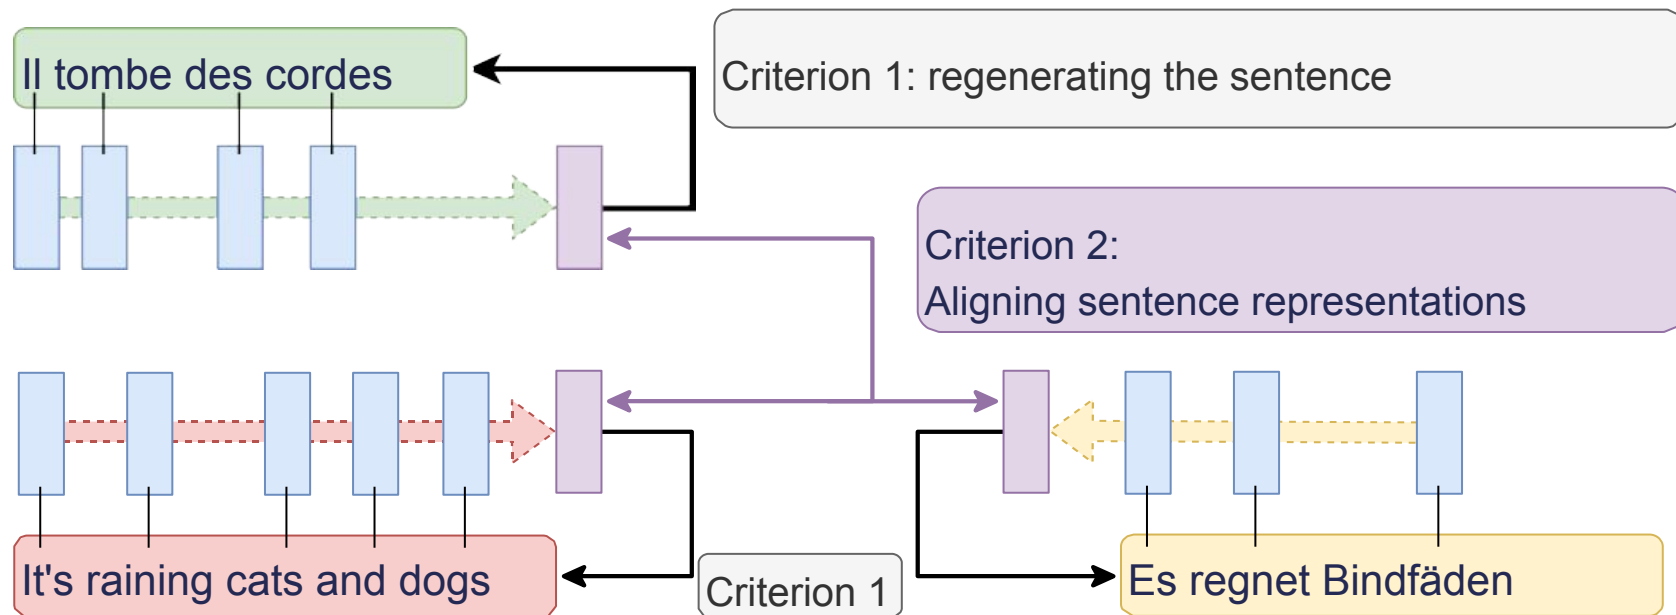 Il tombe des cordes
Criterion 1: regenerating the sentence
Criterion 2:
Aligning sentence representations
It's raining cats and dogs
Criterion 1
Es regnet Bindfäden